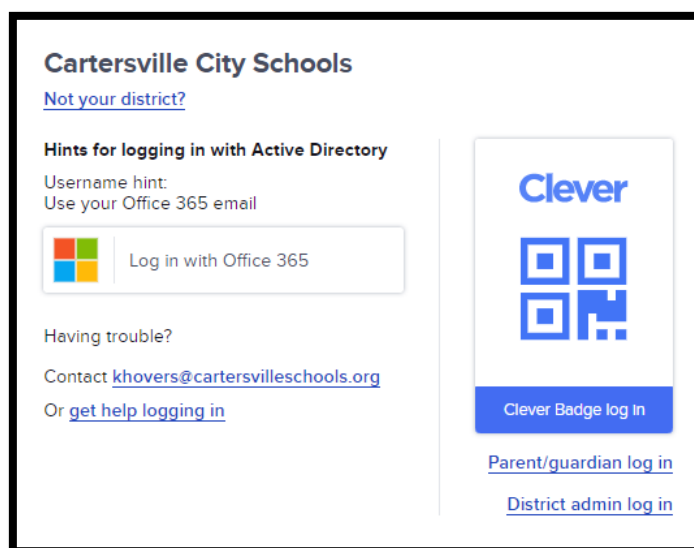 Cartersville City Schools
Not your district?
Hints for logging in with Active Directory
Username hint:
Use your Office 365 email
Log in with Office 365
Having trouble?
Contact khovers@cartersvilleschools.org
Or get help logging in
Clever
Clever Badge log in
Parent/guardian log in
District admin log in